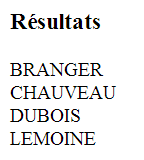 Résultats
BRANGER
CHAUVEAU
DUBOIS
LEMOINE